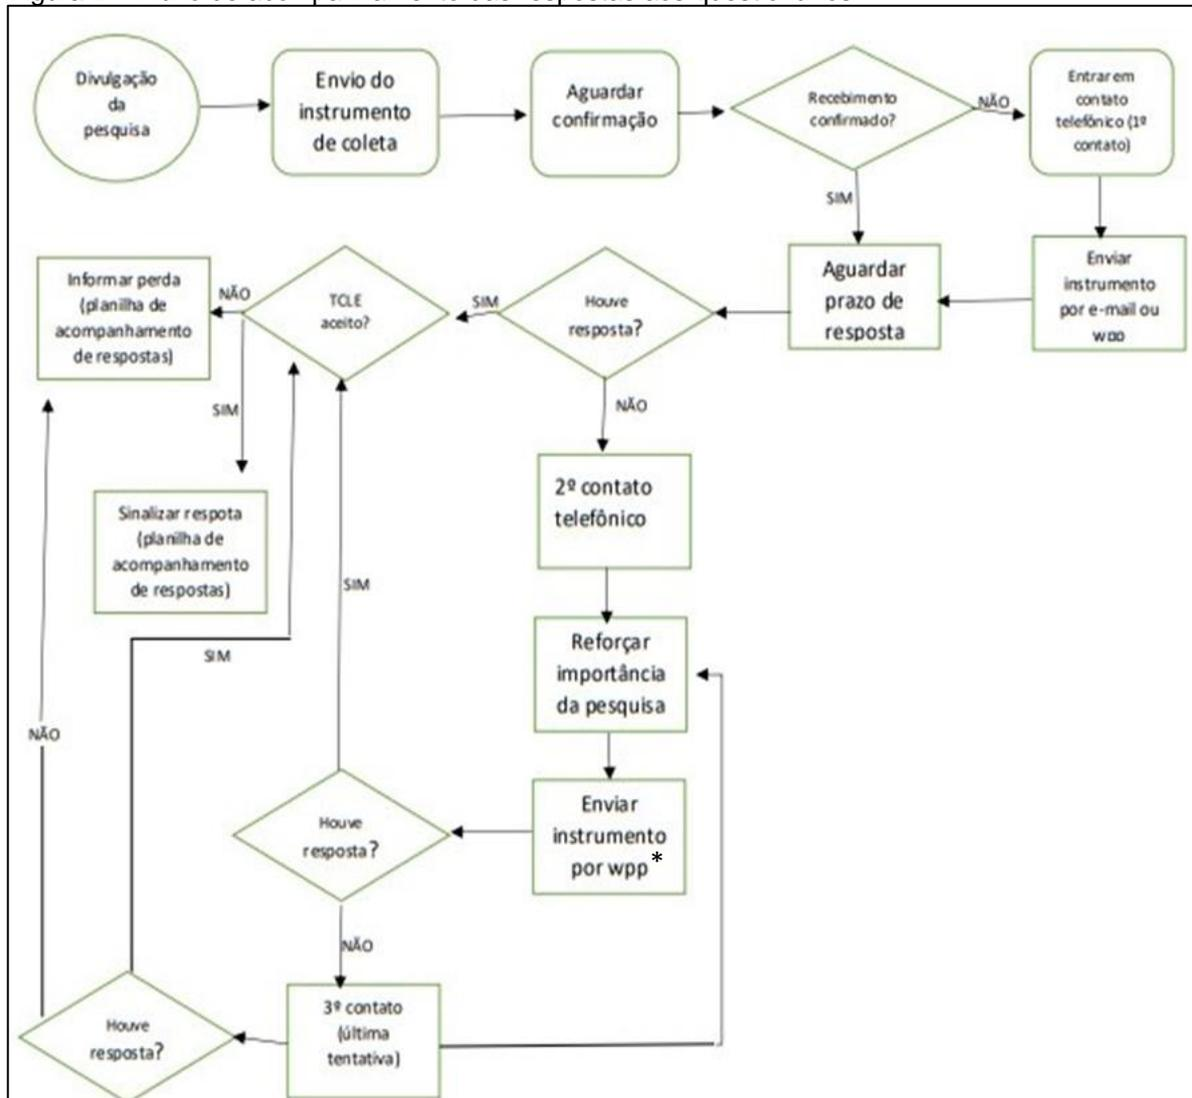 Divulgação
da
pesquisa
Envio do
instrumento
de coleta
Aguardar
confirmação
Recebimento
confirmado?
NÃO
Entrar em
contato
telefônico (1º
contato)
SIM
Enviar
instrumento
por e-mail ou
Aguardar
prazo de
resposta
Houve
resposta?
SIM
TCLE
aceito?
NÃO
Informar perda
(planilha de
acompanhamento
de respostas)
SIM
Sinalizar respota
(planilha de
acompanhamento
de respostas)
NÃO
2º contato
telefônico
Reforçar
importância
da pesquisa
Enviar
instrumento
por wpp*
Houve
resposta?
SIM
NÃO
3º contato
(última
tentativa)
Houve
resposta?
SIM
NÃO